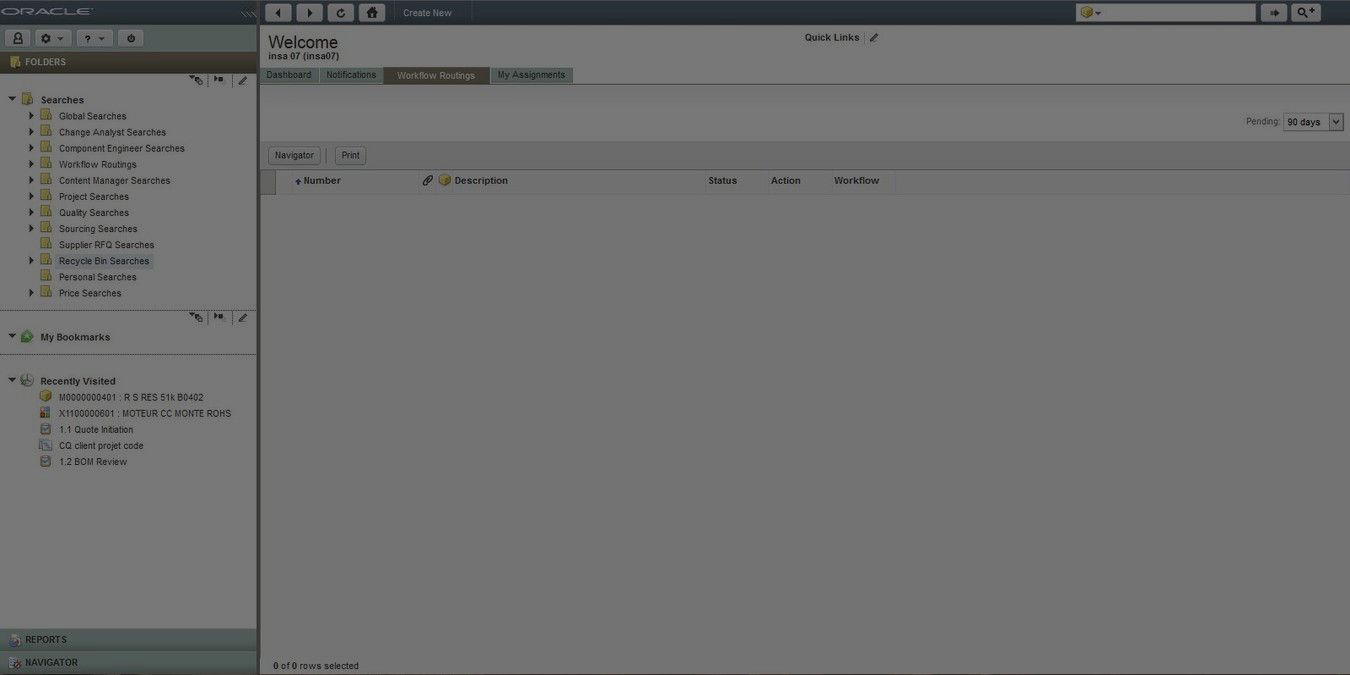 ORACLE
Create New
?
FOLDERS
Searches
Global Searches
Change Analyst Searches
Component Engineer Searches
Workflow Routings
Content Manager Searches
Project Searches
Quality Searches
Sourcing Searches
Supplier RFQ Searches
Recycle Bin Searches
Personal Searches
Price Searches
My Bookmarks
Recently Visited
M0000000401 : R S RES 51k B0402
X1100000601 : MOTEUR CC MONTE ROHS
1.1 Quote Initiation
CQ client projet code
1.2 BOM Review
REPORTS
NAVIGATOR
Welcome
insa 07 (insa07)
Quick Links
Dashboard Notifications Workflow Routings My Assignments
Pending: 90 days
Navigator Print
Number Description Status Action Workflow
0 of 0 rows selected